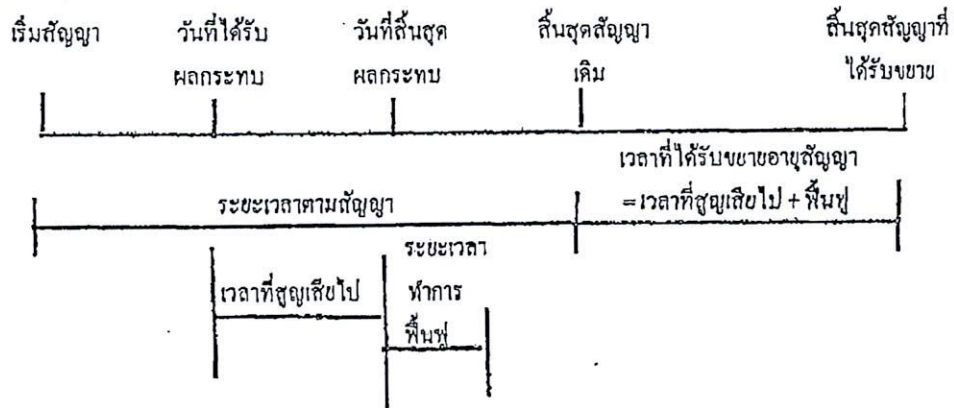 เริ่มสัญญา วันที่ได้รับ วันที่สิ้นสุด สิ้นสุดสัญญา สิ้นสุดสัญญาที่
ผลกระทบ ผลกระทบ เดิม ได้รับขยาย
เวลาที่ได้รับขยายอายุสัญญา
ระยะเวลาตามสัญญา =เวลาที่สูญเสียไป + ฟื้นฟู
ระยะเวลา
เวลาที่สูญเสียไป ทำการ
ฟื้นฟู